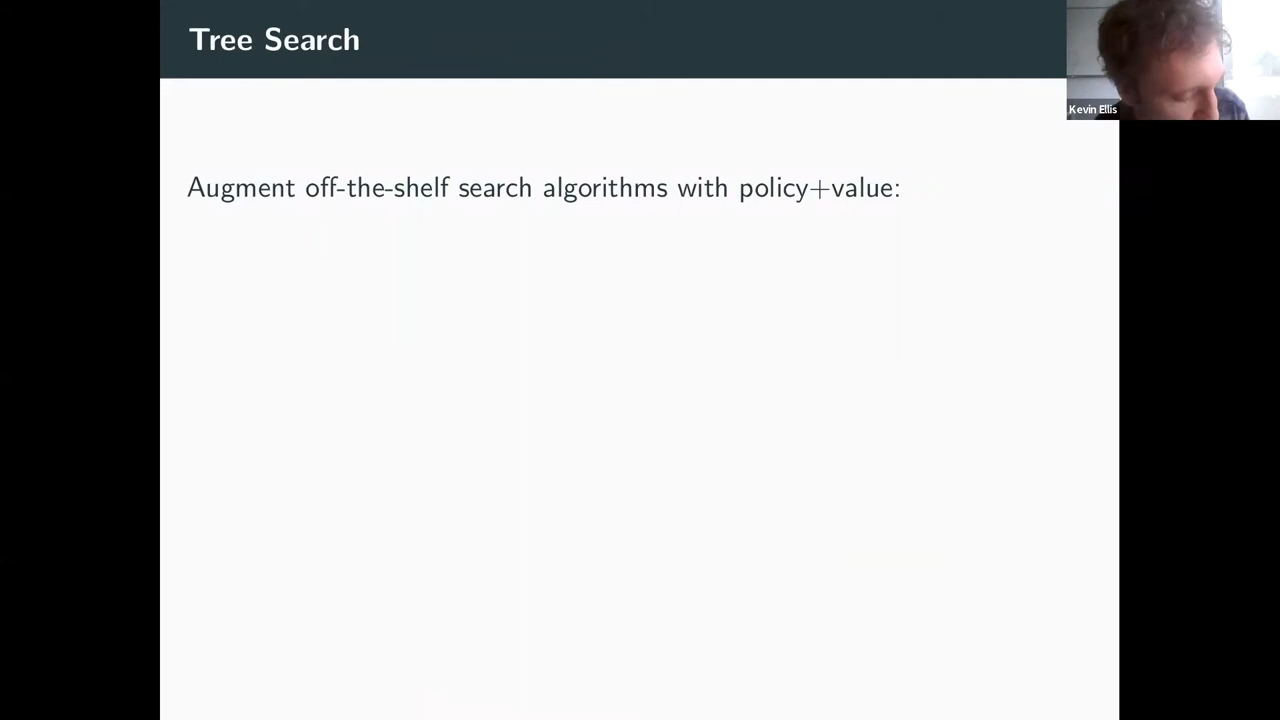 Tree Search
Kevin Ellis
Augment off-the-shelf search algorithms with policy+value: